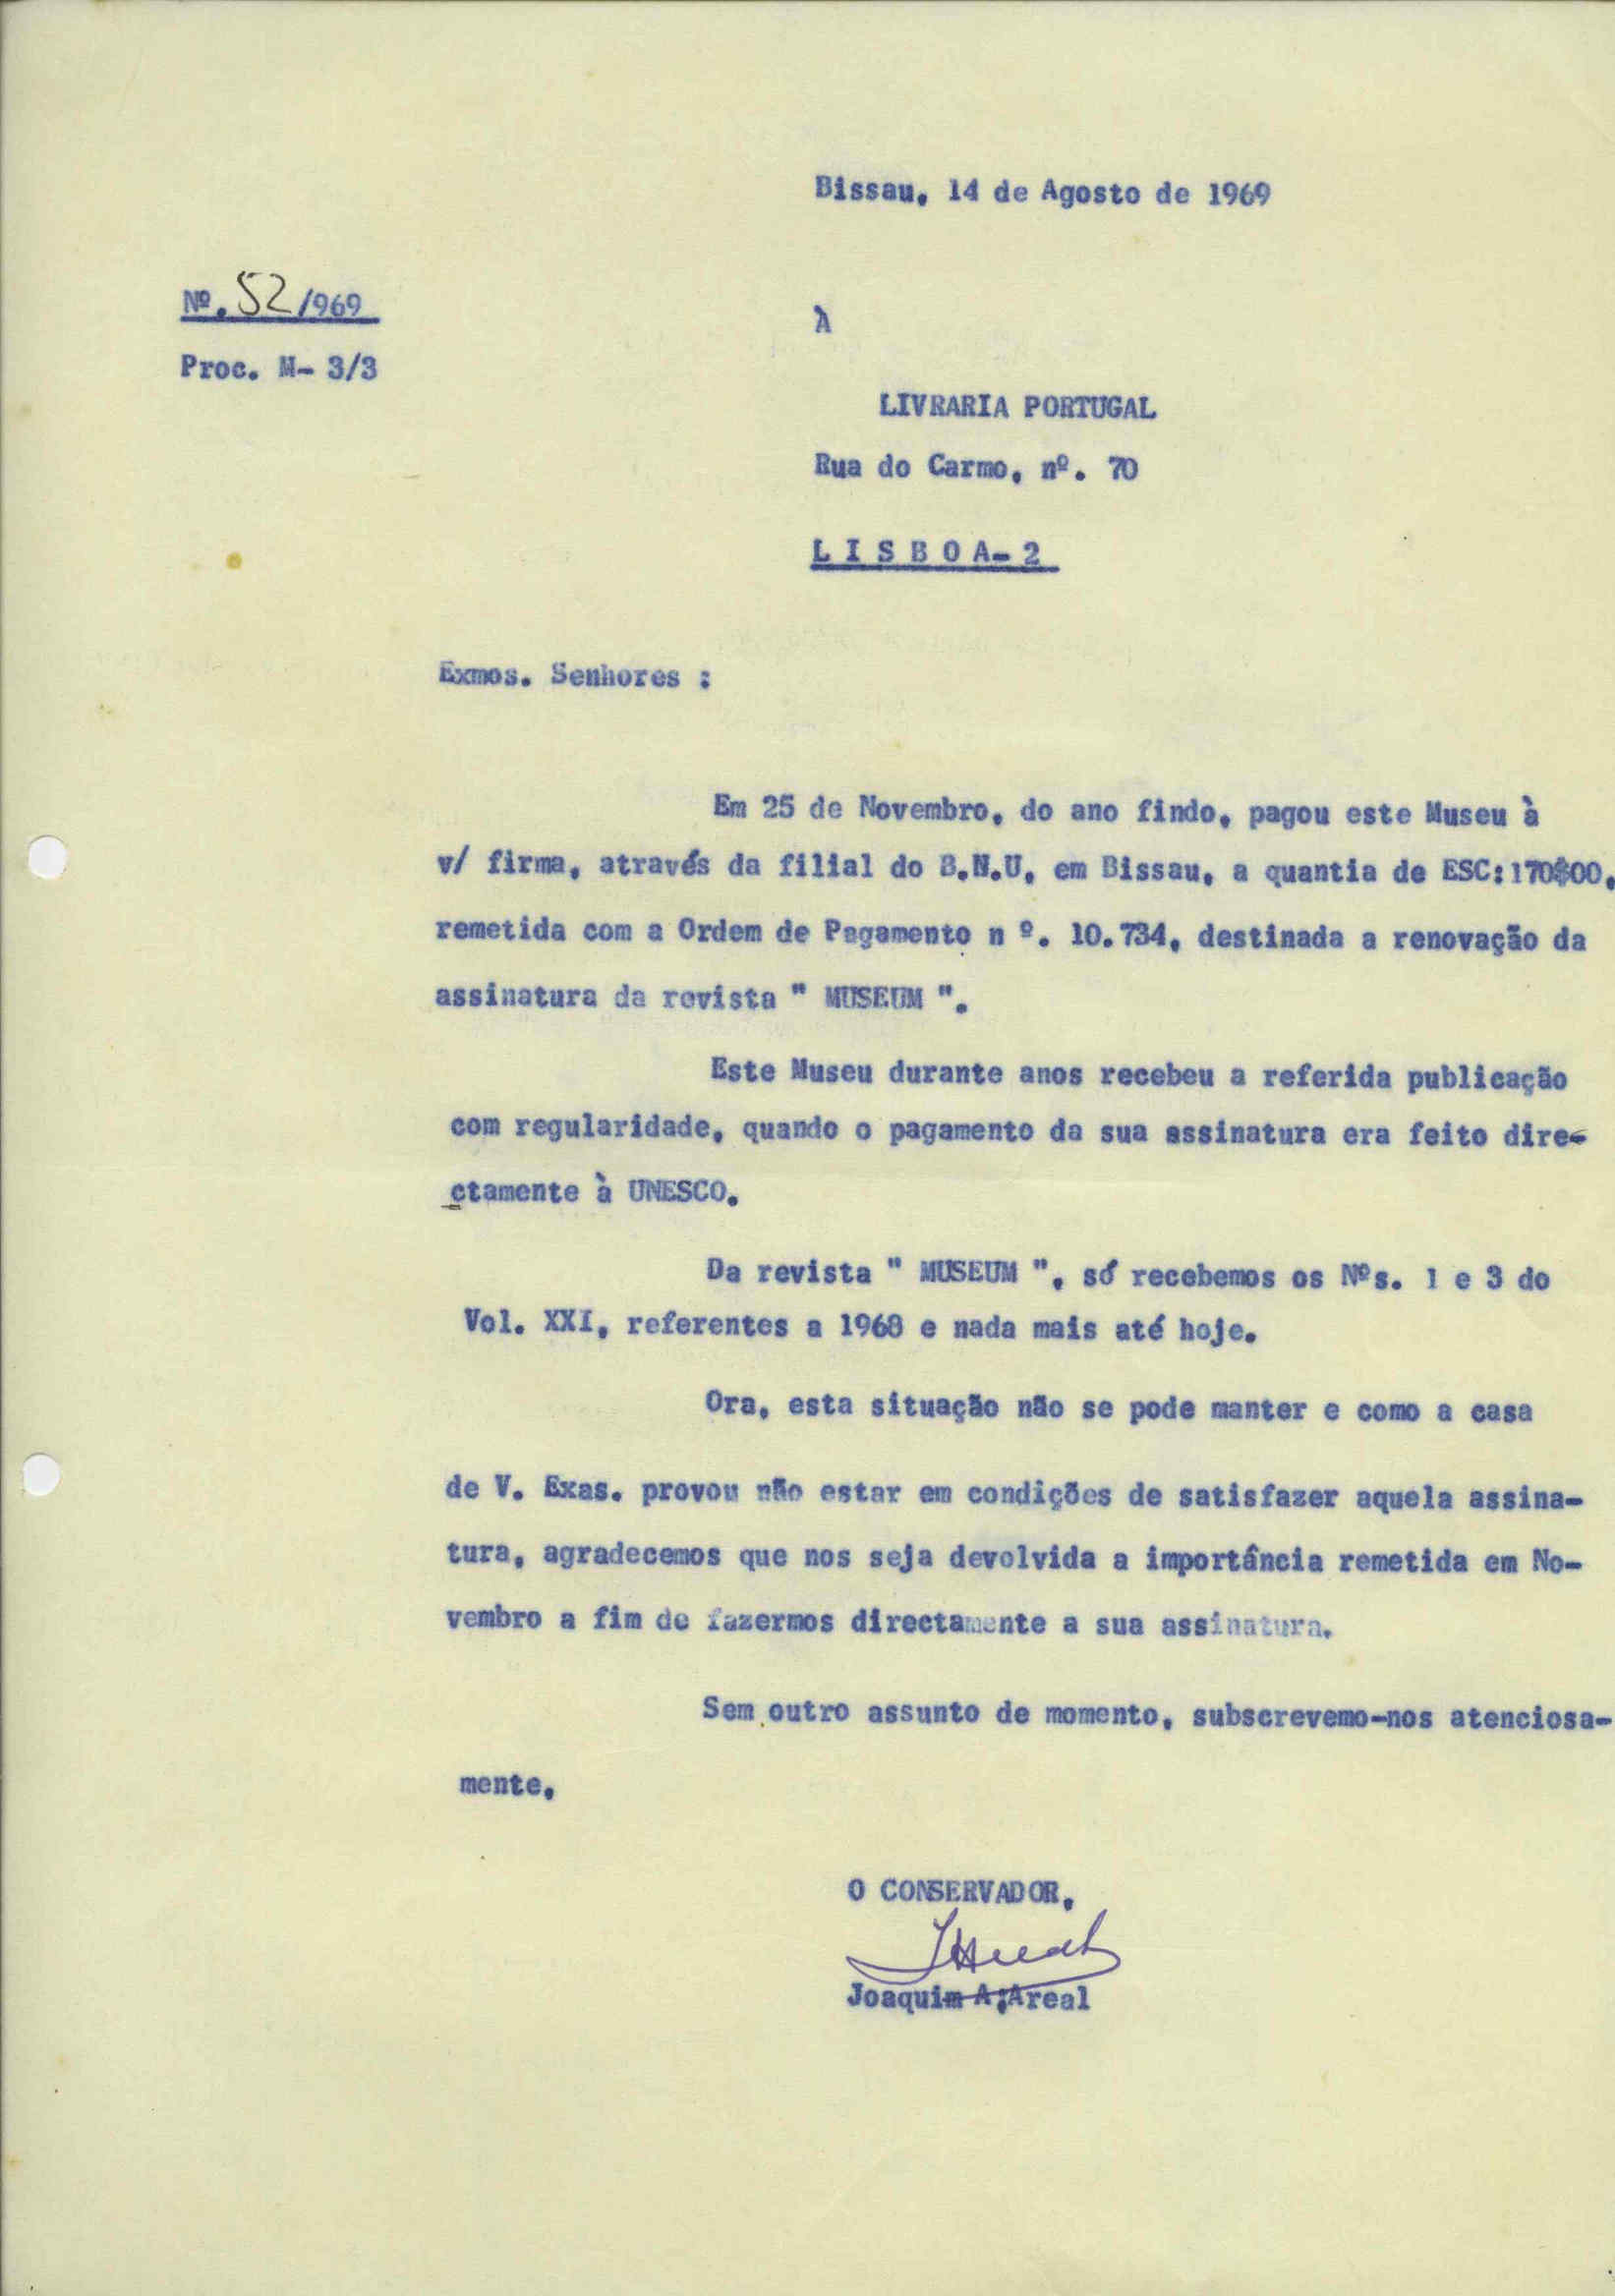 Bissau, 14 de Agosto de 1969
Nº. 52/969
Proc. M- 3/3
À
LIVRARIA PORTUGAL
Rua do Carmo, nº. 70
L I S B O A- 2
Exmos. Senhores :
Em 25 de Novembro, do ano findo, pagou este Museu à
v/ firma, através da filial do B.N.U, em Bissau, a quantia de ESC:170$00,
remetida com a Ordem de Pagamento n º. 10.734, destinada a renovação da
assinatura da revista " MUSEUM ".
Este Museu durante anos recebeu a referida publicação
com regularidade, quando o pagamento da sua assinatura era feito dire-
ctamente à UNESCO.
Da revista " MUSEUM ", só recebemos os Nºs. 1 e 3 do
Vol. XXI, referentes a 1968 e nada mais até hoje.
Ora, esta situação não se pode manter e como a casa
de V. Exas. provou não estar em condições de satisfazer aquela assina-
tura, agradecemos que nos seja devolvida a importância remetida em No-
vembro a fim de fazermos directamente a sua assinatura.
Sem outro assunto de momento, subscrevemo-nos atenciosa-
mente,
O CONSERVADOR,
Joaquim A.Areal